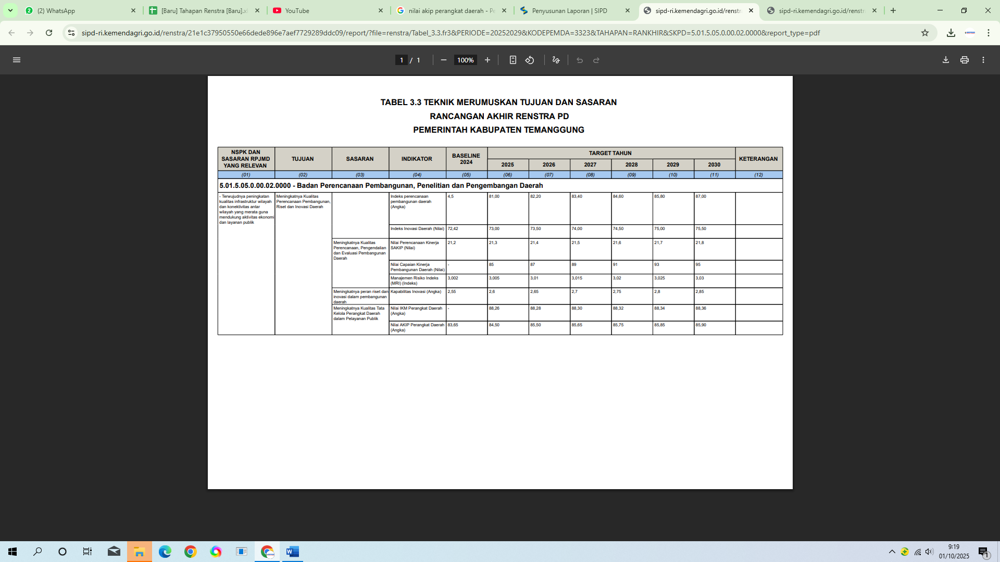 (2) WhatsApp
[Baru] Tahapan Renstra [Baru].x
YouTube
nilai akip perangkat daerah - Pe
Penyusunan Laporan | SIPD
sipd-ri.kemendagri.go.id/renstr
sipd-ri.kemendagri.go.id/renstr
sipd-ri.kemendagri.go.id/renstra/21e1c37950550e66dede896e7aef7729289ddc09/report/?file=renstra/Tabel_3.3.fr3&PERIODE=20252029&KODEPEMDA=3323&TAHAPAN=RANKHIR&SKPD=5.01.5.05.0.00.02.0000&report_type=pdf
1 / 1
100%
TABEL 3.3 TEKNIK MERUMUSKAN TUJUAN DAN SASARAN
RANCANGAN AKHIR RENSTRA PD
PEMERINTAH KABUPATEN TEMANGGUNG
NSPK DAN
SASARAN RPJMD
YANG RELEVAN
TUJUAN
SASARAN
INDIKATOR
BASELINE
2024
TARGET TAHUN
2025 2026 2027 2028 2029 2030
KETERANGAN
(01) (02) (03) (04) (05) (06) (07) (08) (09) (10) (11) (12)
5.01.5.05.0.00.02.0000 - Badan Perencanaan Pembangunan, Penelitian dan Pengembangan Daerah
- Terwujudnya peningkatan
kualitas infrastruktur wilayah
dan konektivitas antar
wilayah yang merata guna
mendukung aktivitas ekonomi
dan layanan publik
Meningkatnya Kualitas
Perencanaan Pembangunan,
Riset dan Inovasi Daerah
Indeks perencanaan
pembangunan daerah
(Angka)
4,5 81,00 82,20 83,40 84,60 85,80 87,00
Indeks Inovasi Daerah (Nilai) 72,42 73,00 73,50 74,00 74,50 75,00 75,50
Meningkatnya Kualitas
Perencanaan, Pengendalian
dan Evaluasi Pembangunan
Daerah
Nilai Perencanaan Kinerja
SAKIP (Nilai)
21,2 21,3 21,4 21,5 21,6 21,7 21,8
Nilai Capaian Kinerja
Pembangunan Daerah (Nilai)
- 85 87 89 91 93 95
Manajemen Risiko Indeks
(MRI) (Indeks)
3,002 3,005 3,01 3,015 3,02 3,025 3,03
Meningkatnya peran riset dan
inovasi dalam pembangunan
daerah
Kapabilitas Inovasi (Angka) 2,55 2,6 2,65 2,7 2,75 2,8 2,85
Meningkatnya Kualitas Tata
Kelola Perangkat Daerah
dalam Pelayanan Publik
Nilai IKM Perangkat Daerah
(Angka)
- 88,26 88,28 88,30 88,32 88,34 88,36
Nilai AKIP Perangkat Daerah
(Angka)
83,65 84,50 85,50 85,65 85,75 85,85 85,90
9:19
01/10/2025
1